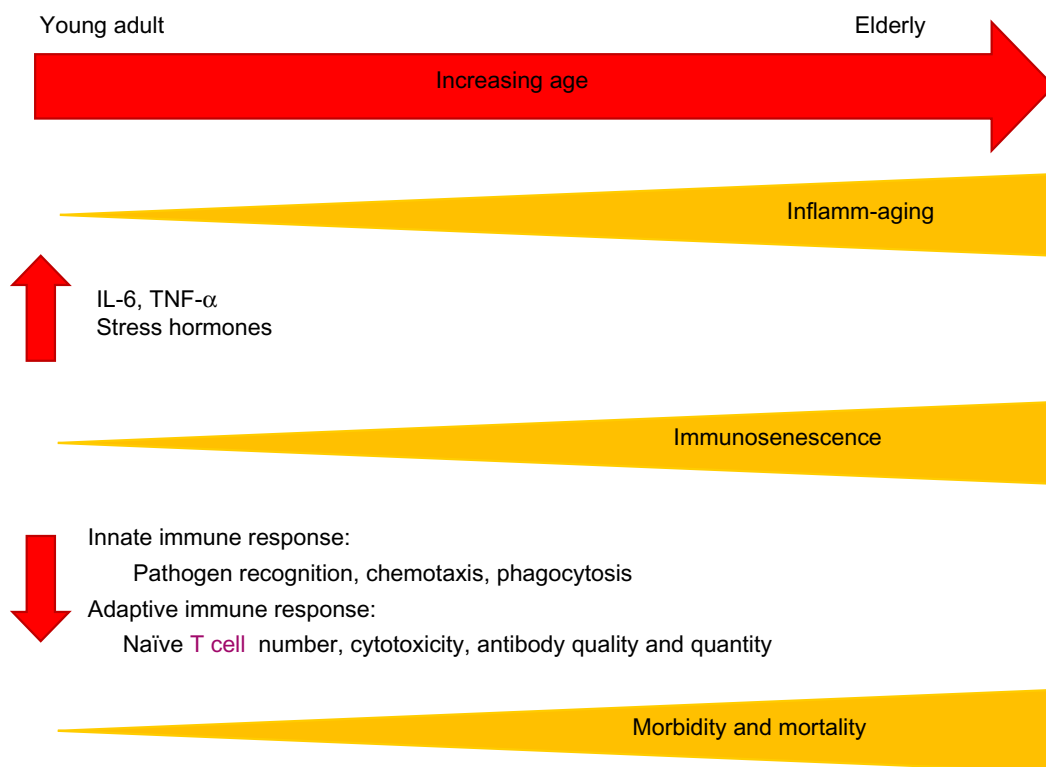 Young adult
Elderly
Increasing age
Inflamm-aging
IL-6, TNF-α
Stress hormones
Immunosenescence
Innate immune response:
Pathogen recognition, chemotaxis, phagocytosis
Adaptive immune response:
Naïve T cell number, cytotoxicity, antibody quality and quantity
Morbidity and mortality